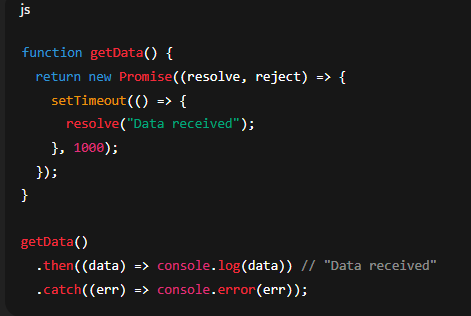 js
function getData() {
  return new Promise((resolve, reject) => {
    setTimeout(() => {
      resolve("Data received");
    }, 1000);
  });
}
getData()
  .then((data) => console.log(data)) // "Data received"
  .catch((err) => console.error(err));